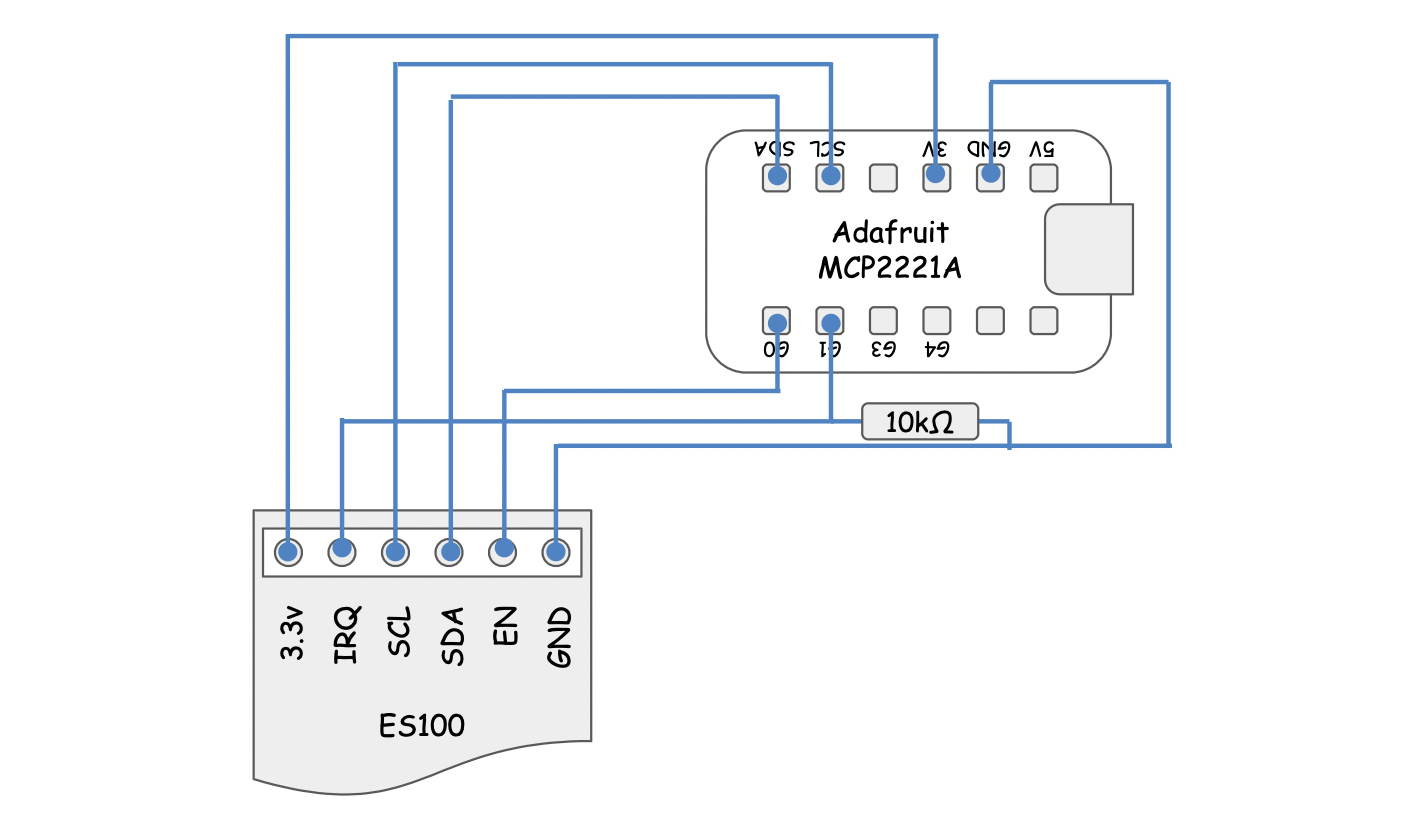 SDA
SCL
3V
GND
5V
Adafruit
MCP2221A
G0
G1
G3
G4
10kΩ
3.3v
IRQ
SCL
SDA
EN
GND
ES100